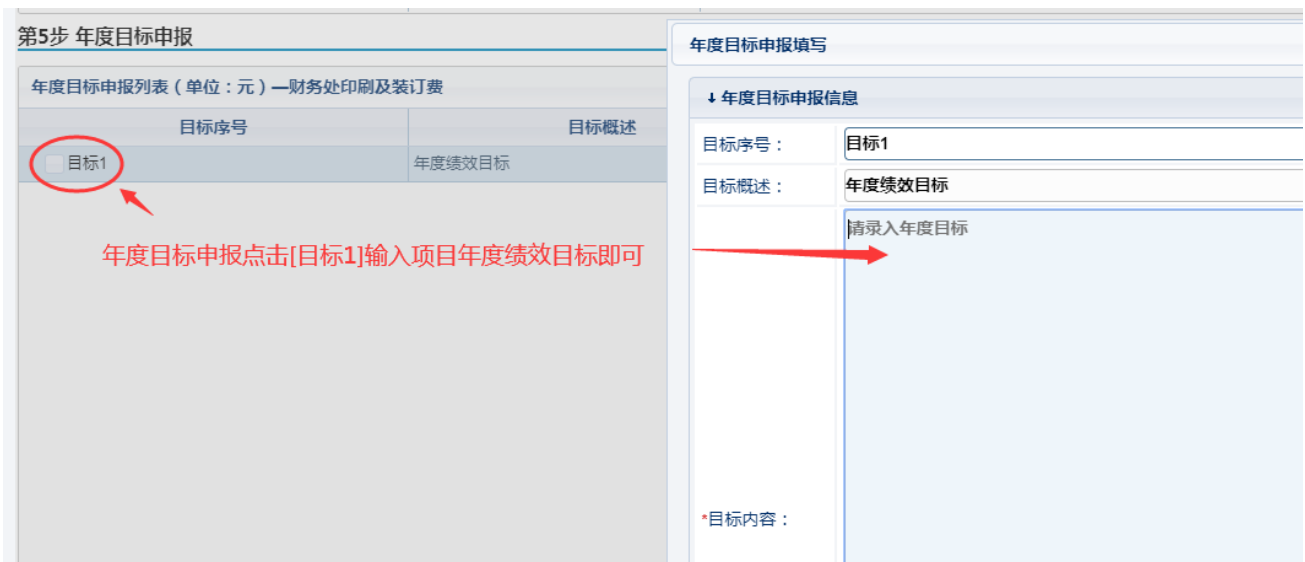 第5步 年度目标申报
年度目标申报列表（单位：元）—财务处印刷及装订费
目标序号
目标概述
目标1
年度绩效目标
年度目标申报点击[目标1]输入项目年度绩效目标即可
年度目标申报填写
↓年度目标申报信息
目标序号：
目标1
目标概述：
年度绩效目标
请录入年度目标
*目标内容：